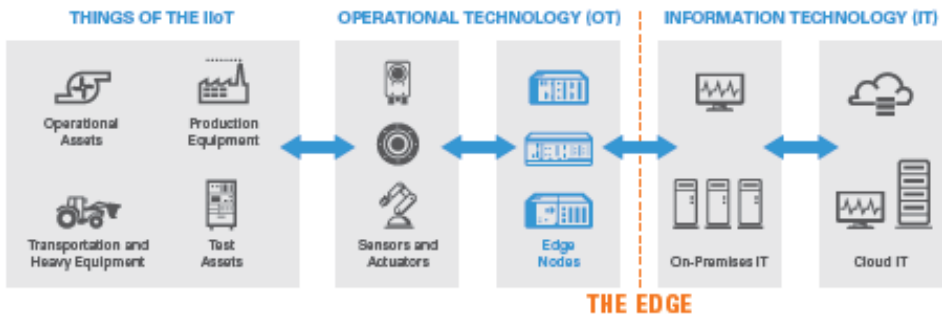 THINGS OF THE IIoT
OPERATIONAL TECHNOLOGY (OT)
INFORMATION TECHNOLOGY (IT)
Operational
Assets
Production
Equipment
Transportation and
Heavy Equipment
Test
Assets
Sensors and
Actuators
Edge
Nodes
On-Premises IT
Cloud IT
THE EDGE